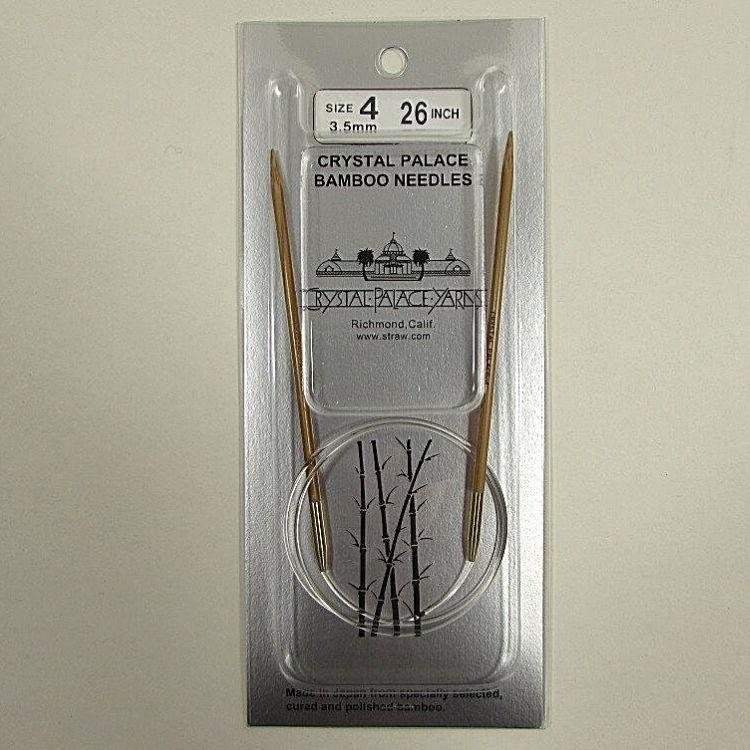 SIZE 4 26 INCH
3.5mm
CRYSTAL PALACE
BAMBOO NEEDLES
CRYSTAL·PALACE·YARNS
Richmond, Calif.
www.straw.com
Made in Japan from specially selected,
cured and polished bamboo.